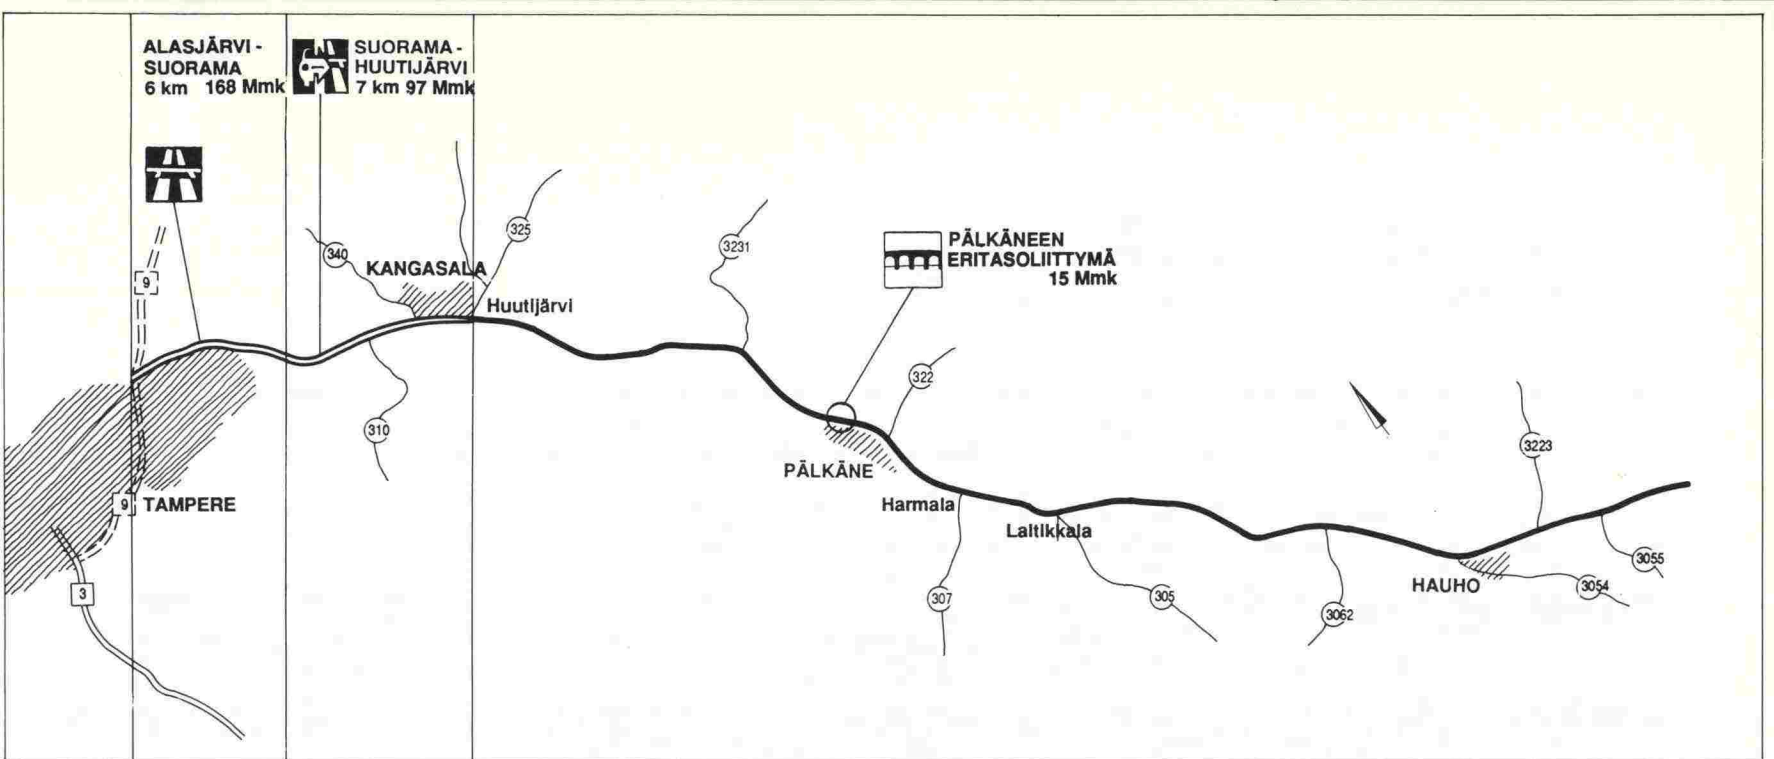 ALASJÄRVI -
SUORAMA
6 km 168 Mmk
SUORAMA -
HUUTIJÄRVI
7 km 97 Mmk
325
340
3231
KANGASALA
9
Huutijärvi
PÄLKÄNEEN
ERITASOLIITTYMÄ
15 Mmk
322
310
PÄLKÄNE
3223
9
TAMPERE
Harmala
Laitikkala
3
307
305
3062
HAUHO
3054
3055